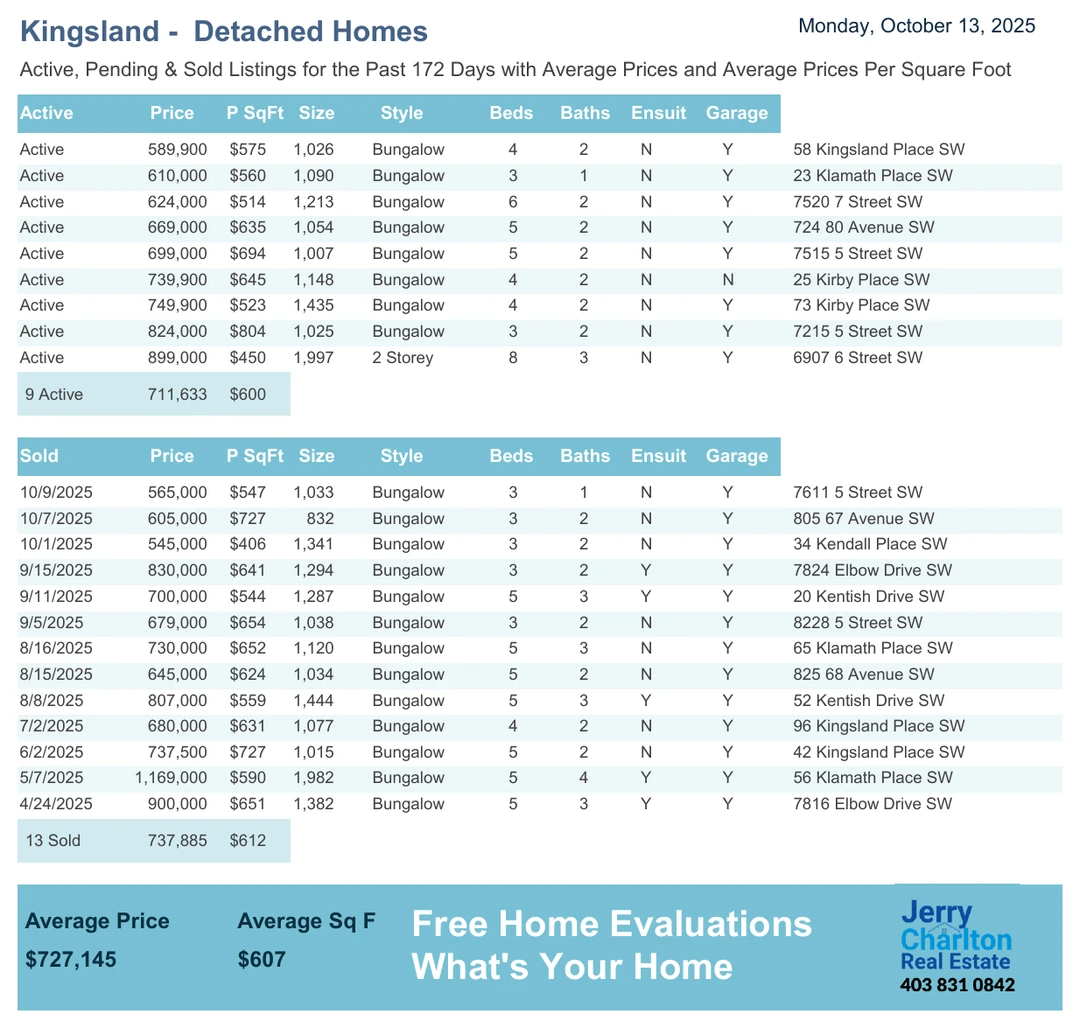 Kingsland -  Detached Homes
Monday, October 13, 2025
Active, Pending & Sold Listings for the Past 172 Days with Average Prices and Average Prices Per Square Foot
Active Price P SqFt Size Style Beds Baths Ensuit Garage
Active 589,900 $575 1,026 Bungalow 4 2 N Y 58 Kingsland Place SW
Active 610,000 $560 1,090 Bungalow 3 1 N Y 23 Klamath Place SW
Active 624,000 $514 1,213 Bungalow 6 2 N Y 7520 7 Street SW
Active 669,000 $635 1,054 Bungalow 5 2 N Y 724 80 Avenue SW
Active 699,000 $694 1,007 Bungalow 5 2 N Y 7515 5 Street SW
Active 739,900 $645 1,148 Bungalow 4 2 N N 25 Kirby Place SW
Active 749,900 $523 1,435 Bungalow 4 2 N Y 73 Kirby Place SW
Active 824,000 $804 1,025 Bungalow 3 2 N Y 7215 5 Street SW
Active 899,000 $450 1,997 2 Storey 8 3 N Y 6907 6 Street SW
9 Active 711,633 $600
Sold Price P SqFt Size Style Beds Baths Ensuit Garage
10/9/2025 565,000 $547 1,033 Bungalow 3 1 N Y 7611 5 Street SW
10/7/2025 605,000 $727 832 Bungalow 3 2 N Y 805 67 Avenue SW
10/1/2025 545,000 $406 1,341 Bungalow 3 2 N Y 34 Kendall Place SW
9/15/2025 830,000 $641 1,294 Bungalow 3 2 Y Y 7824 Elbow Drive SW
9/11/2025 700,000 $544 1,287 Bungalow 5 3 Y Y 20 Kentish Drive SW
9/5/2025 679,000 $654 1,038 Bungalow 3 2 N Y 8228 5 Street SW
8/16/2025 730,000 $652 1,120 Bungalow 5 3 N Y 65 Klamath Place SW
8/15/2025 645,000 $624 1,034 Bungalow 5 2 N Y 825 68 Avenue SW
8/8/2025 807,000 $559 1,444 Bungalow 5 3 Y Y 52 Kentish Drive SW
7/2/2025 680,000 $631 1,077 Bungalow 4 2 N Y 96 Kingsland Place SW
6/2/2025 737,500 $727 1,015 Bungalow 5 2 N Y 42 Kingsland Place SW
5/7/2025 1,169,000 $590 1,982 Bungalow 5 4 Y Y 56 Klamath Place SW
4/24/2025 900,000 $651 1,382 Bungalow 5 3 Y Y 7816 Elbow Drive SW
13 Sold 737,885 $612
Average Price Average Sq F
$727,145 $607
Free Home Evaluations
What's Your Home
Jerry
Charlton
Real Estate
403 831 0842